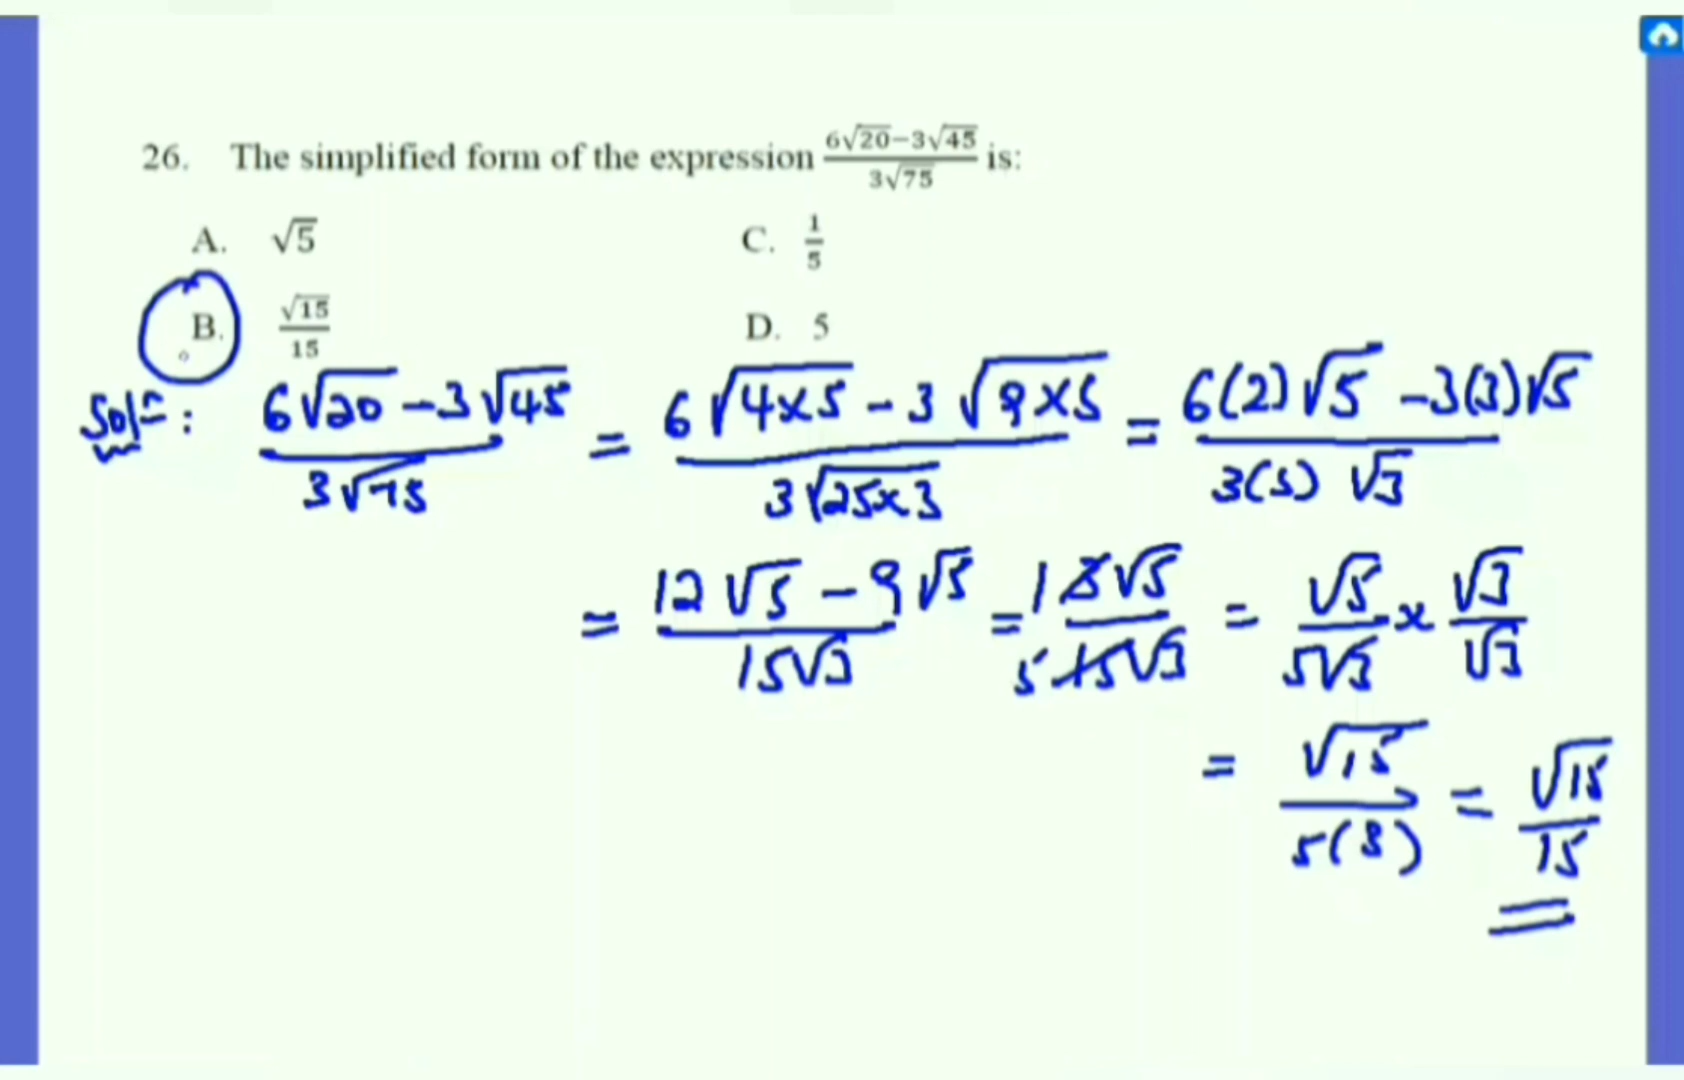 26. The simplified form of the expression (6√20−3√45)/(3√75) is:
A. √5 C. 1/5
B. √15/15 D. 5
Soln: (6√20 − 3√45)/(3√75) = (6√(4×5) − 3√(9×5))/(3√(25×3)) = (6(2)√5 − 3(3)√5)/(3(5)√3)
= (12√5 − 9√5)/(15√3) = 1 3√5/5 15√3 = √5/(5√3) × √3/√3
= √15/(5(3)) = √15/15